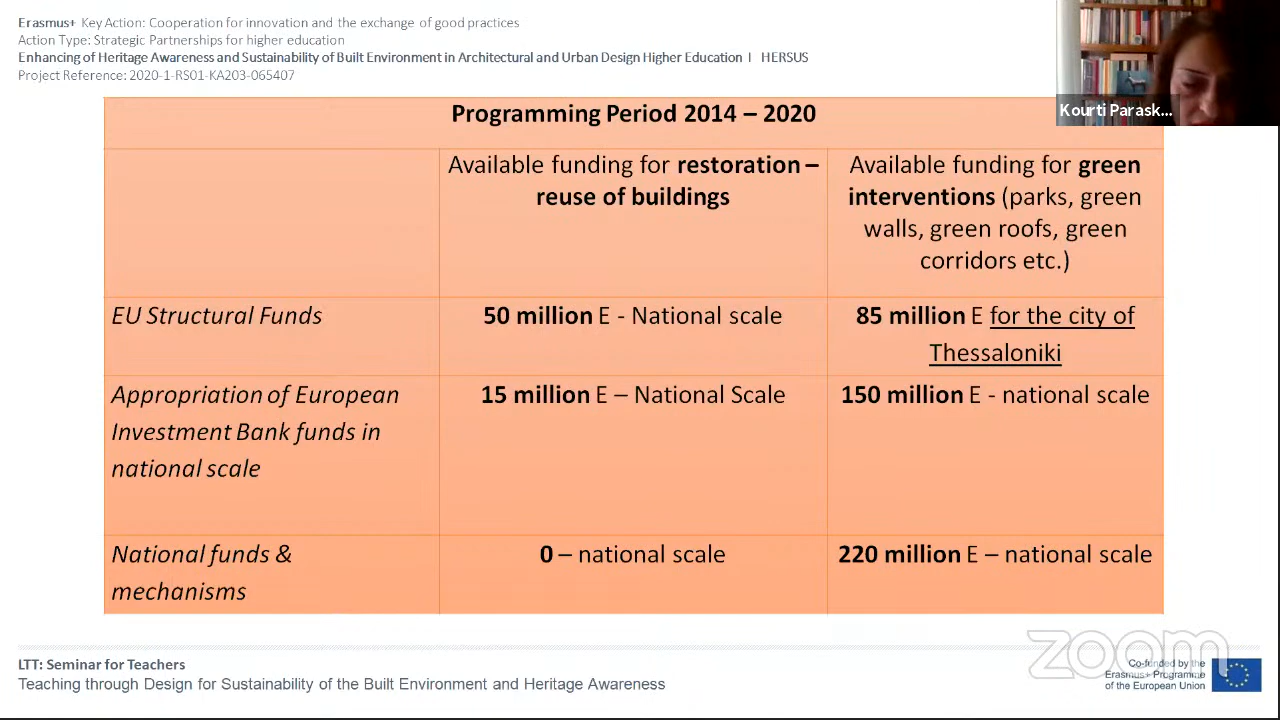 Erasmus+ Key Action: Cooperation for innovation and the exchange of good practices
Action Type: Strategic Partnerships for higher education
Enhancing of Heritage Awareness and Sustainability of Built Environment in Architectural and Urban Design Higher Education I HERSUS
Project Reference: 2020-1-RS01-KA203-065407
Kourti Parask...
Programming Period 2014 – 2020
Available funding for restoration –
reuse of buildings
Available funding for green
interventions (parks, green
walls, green roofs, green
corridors etc.)
EU Structural Funds
50 million E - National scale
85 million E for the city of
Thessaloniki
Appropriation of European
Investment Bank funds in
national scale
15 million E – National Scale
150 million E - national scale
National funds &
mechanisms
0 – national scale
220 million E – national scale
zoom
LTT: Seminar for Teachers
Teaching through Design for Sustainability of the Built Environment and Heritage Awareness
Co-funded by the
Erasmus+ Programme
of the European Union